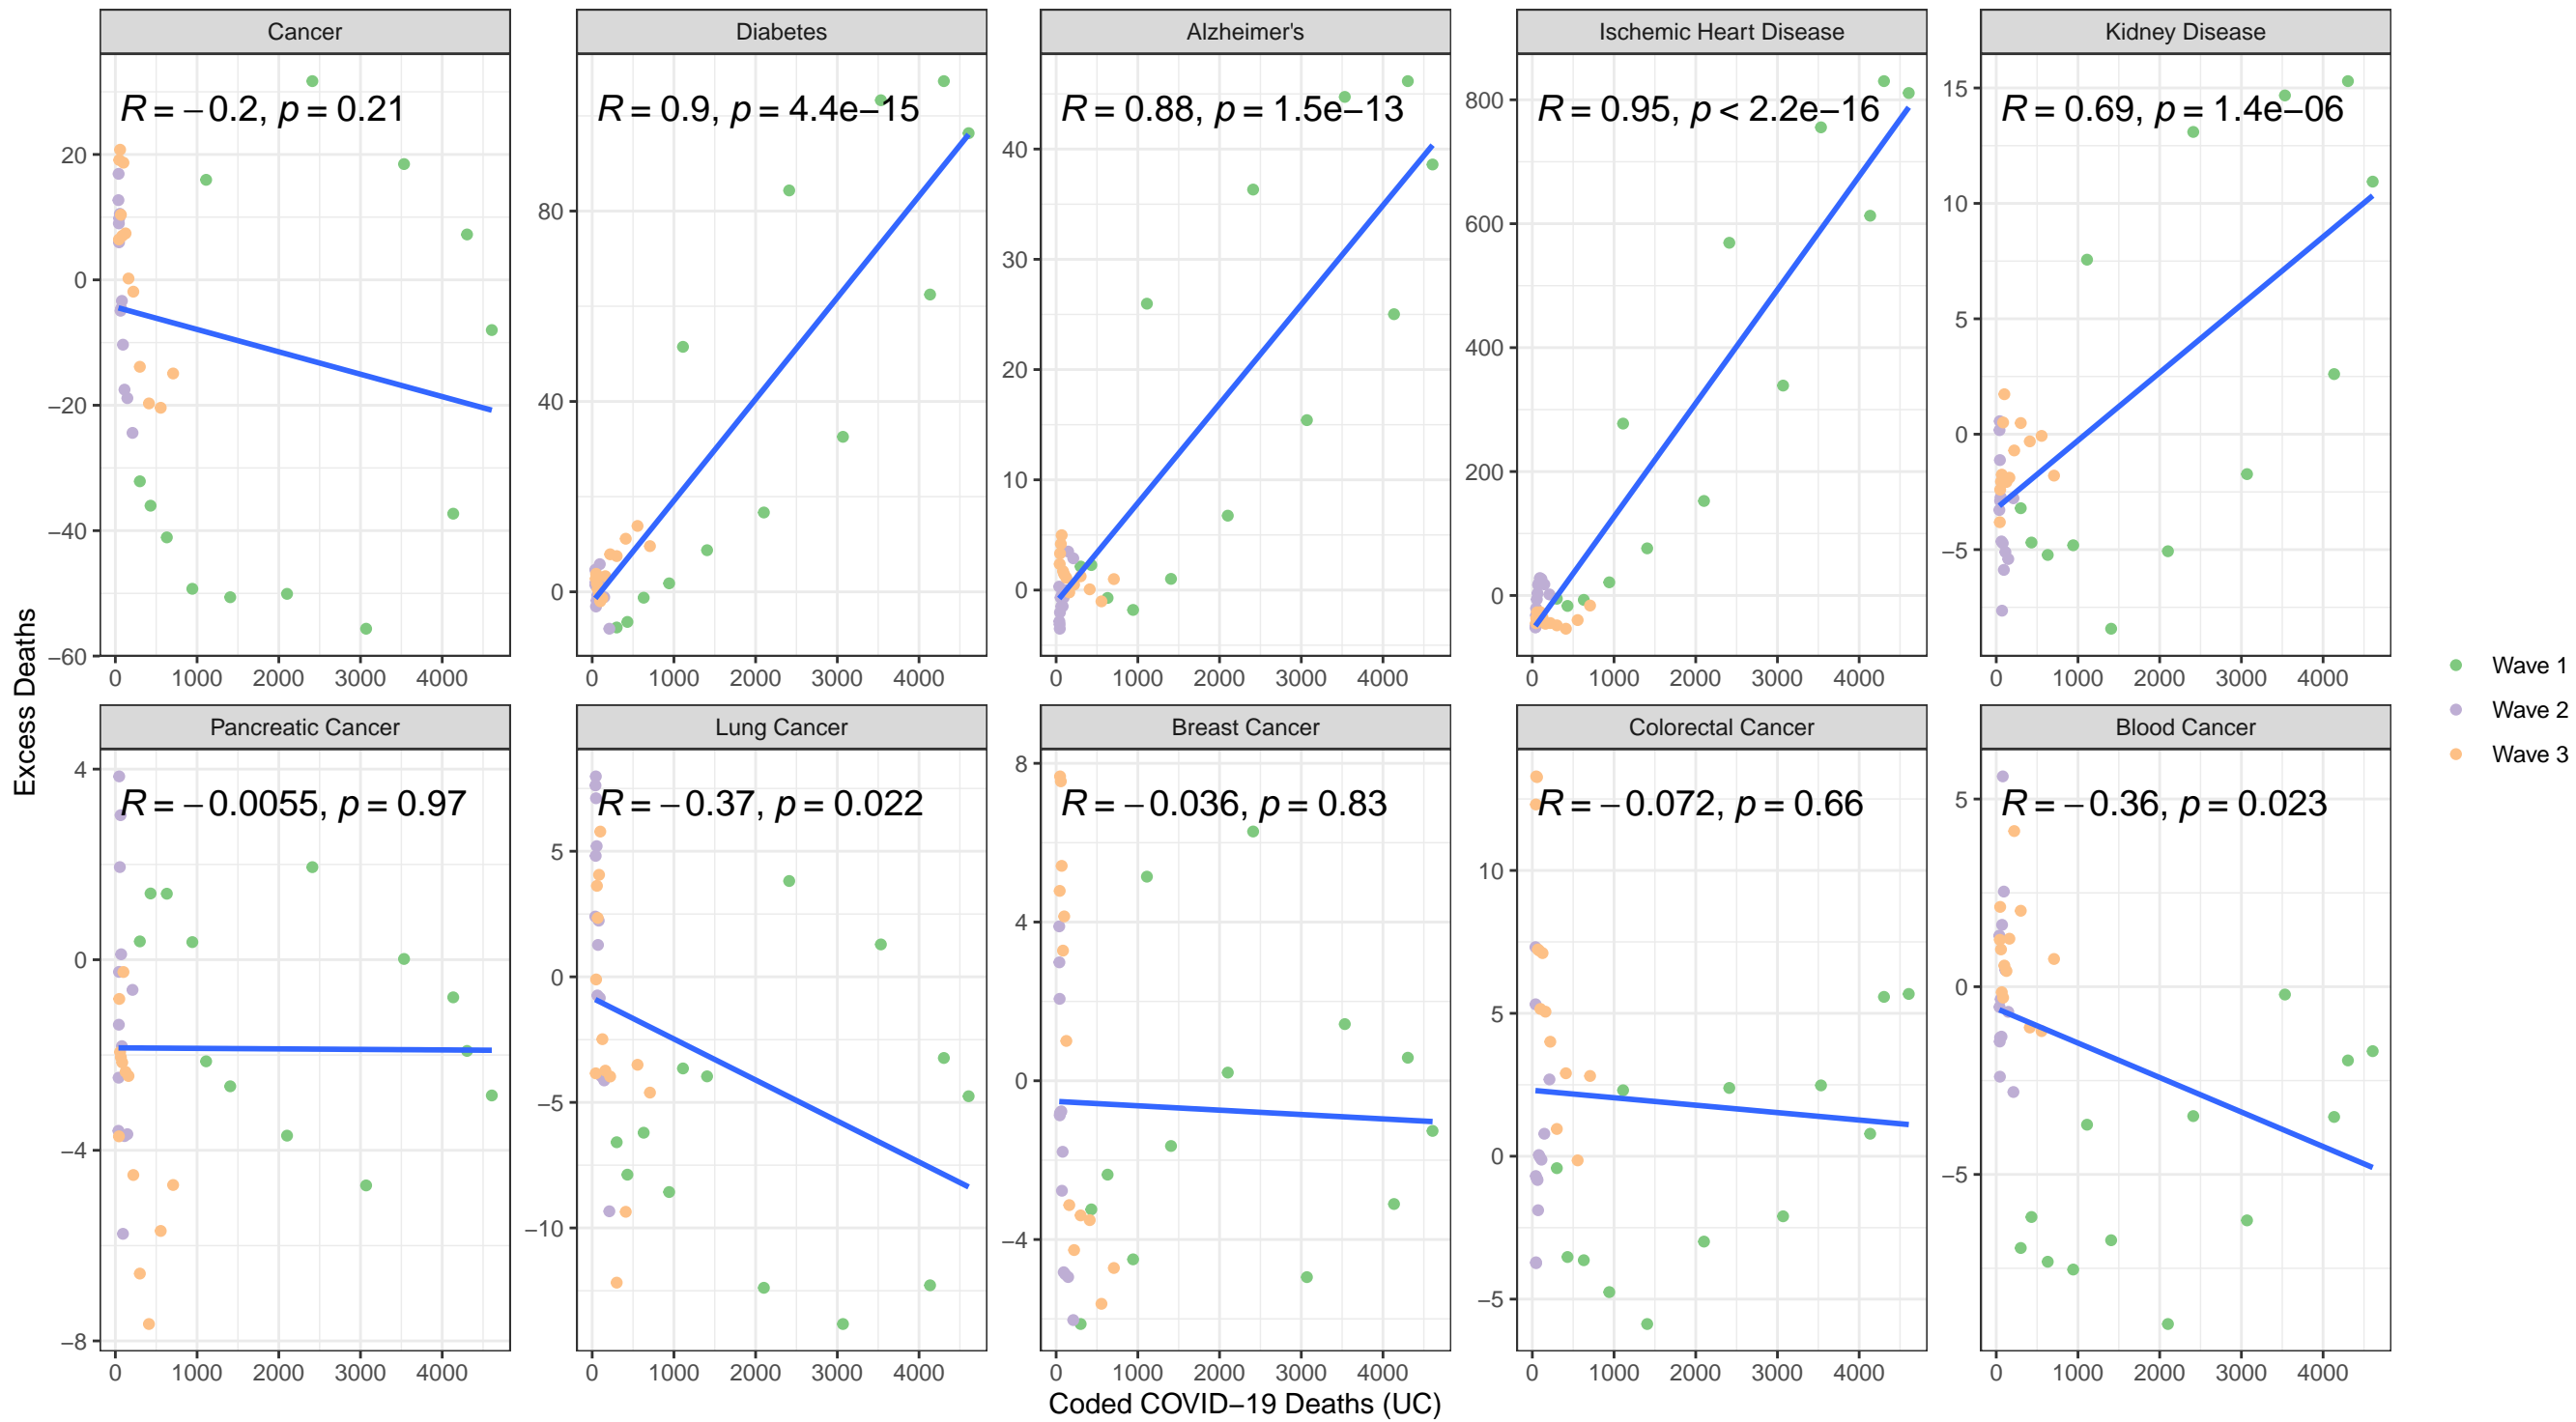 Cancer
Diabetes
Alzheimer's
Ischemic Heart Disease
Kidney Disease
R = −0.2, p = 0.21
R = 0.9, p = 4.4e−15
R = 0.88, p = 1.5e−13
R = 0.95, p < 2.2e−16
R = 0.69, p = 1.4e−06
20
0
−20
−40
−60
80
40
0
40
30
20
10
0
800
600
400
200
0
15
10
5
0
−5
0 1000 2000 3000 4000
0 1000 2000 3000 4000
0 1000 2000 3000 4000
0 1000 2000 3000 4000
0 1000 2000 3000 4000
Excess Deaths
Pancreatic Cancer
Lung Cancer
Breast Cancer
Colorectal Cancer
Blood Cancer
R = −0.0055, p = 0.97
R = −0.37, p = 0.022
R = −0.036, p = 0.83
R = −0.072, p = 0.66
R = −0.36, p = 0.023
4
0
−4
−8
5
0
−5
−10
8
4
0
−4
10
5
0
−5
5
0
−5
0 1000 2000 3000 4000
0 1000 2000 3000 4000
0 1000 2000 3000 4000
0 1000 2000 3000 4000
0 1000 2000 3000 4000
Coded COVID−19 Deaths (UC)
Wave 1
Wave 2
Wave 3